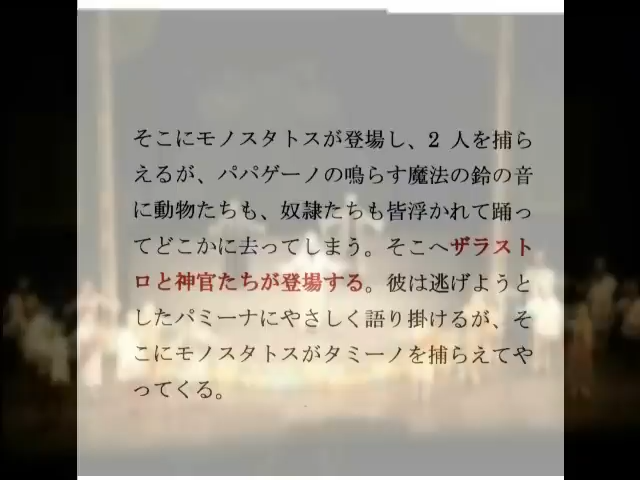 そこにモノスタトスが登場し、2 人を捕ら
えるが、パパゲーノの鳴らす魔法の鈴の音
に動物たちも、奴隷たちも皆浮かれて踊っ
てどこかに去ってしまう。そこへザラスト
ロと神官たちが登場する。彼は逃げようと
したパミーナにやさしく語り掛けるが、そ
こにモノスタトスがタミーノを捕らえてや
ってくる。